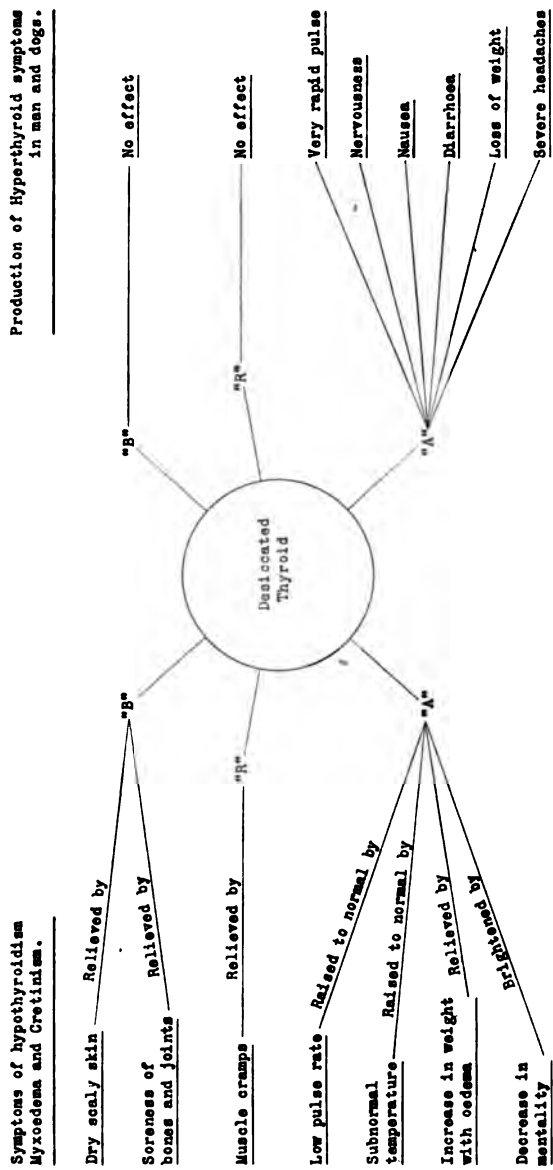 Symptoms of hypothyroidism
Myxoedema and Cretinism.
Production of Hyperthyroid symptoms
in man and dogs.
Dry scaly skin
Relieved by
Soreness of
bones and joints
Relieved by
"B"
Muscle cramps
Relieved by
"R"
Low pulse rate
Raised to normal by
Subnormal
temperature
Raised to normal by
Increase in weight
with oedema
Relieved by
Decrease in
mentality
Brightened by
"A"
Desiccated
Thyroid
"B"
No effect
"R"
No effect
"A"
Very rapid pulse
Nervousness
Nausea
Diarrhoea
Loss of weight
Severe headaches